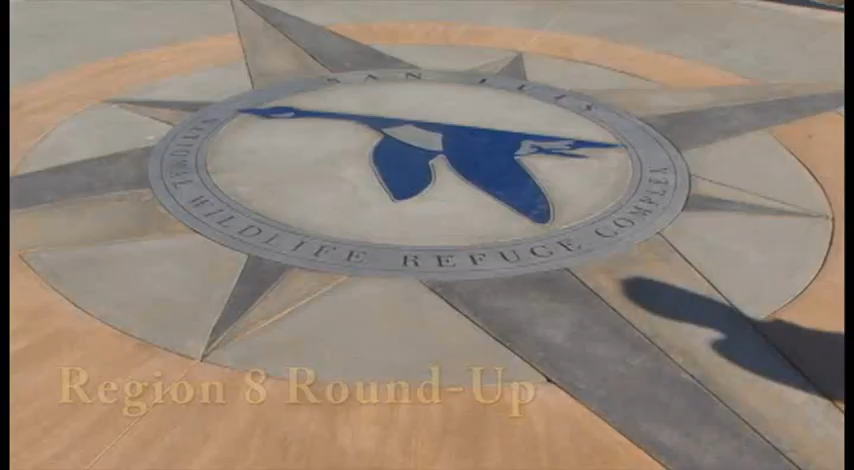 SAN LUIS
NATIONAL WILDLIFE REFUGE COMPLEX
Region 8 Round-Up